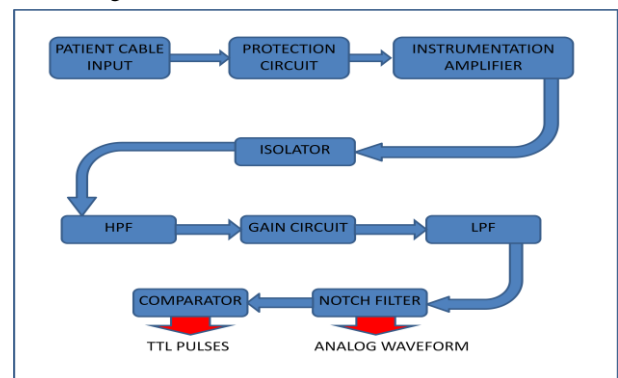 PATIENT CABLE
INPUT
PROTECTION
CIRCUIT
INSTRUMENTATION
AMPLIFIER
ISOLATOR
HPF
GAIN CIRCUIT
LPF
COMPARATOR
NOTCH FILTER
TTL PULSES
ANALOG WAVEFORM